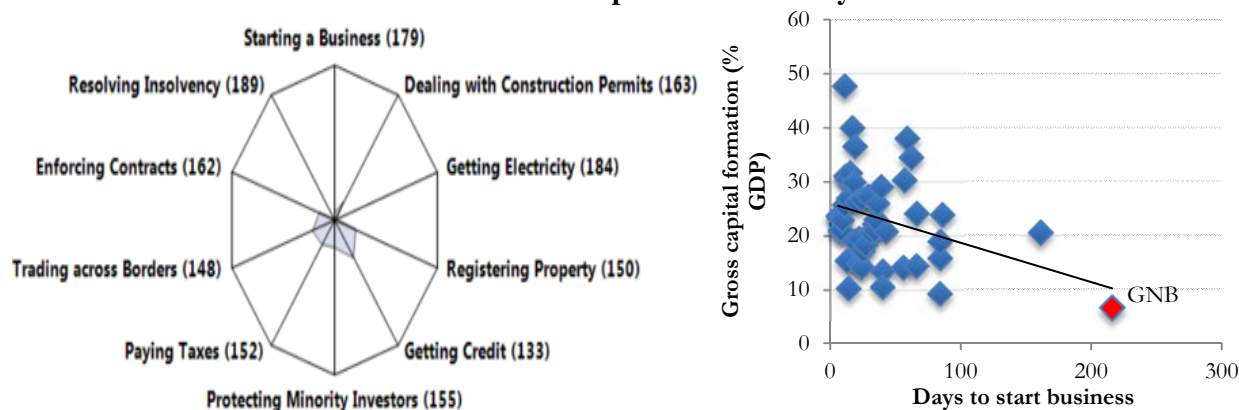 Starting a Business (179)
Resolving Insolvency (189)
Dealing with Construction Permits (163)
Enforcing Contracts (162)
Getting Electricity (184)
Trading across Borders (148)
Registering Property (150)
Paying Taxes (152)
Getting Credit (133)
Protecting Minority Investors (155)
Gross capital formation (%
GDP)
60
50
40
30
20
10
0
GNB
0 100 200 300
Days to start business